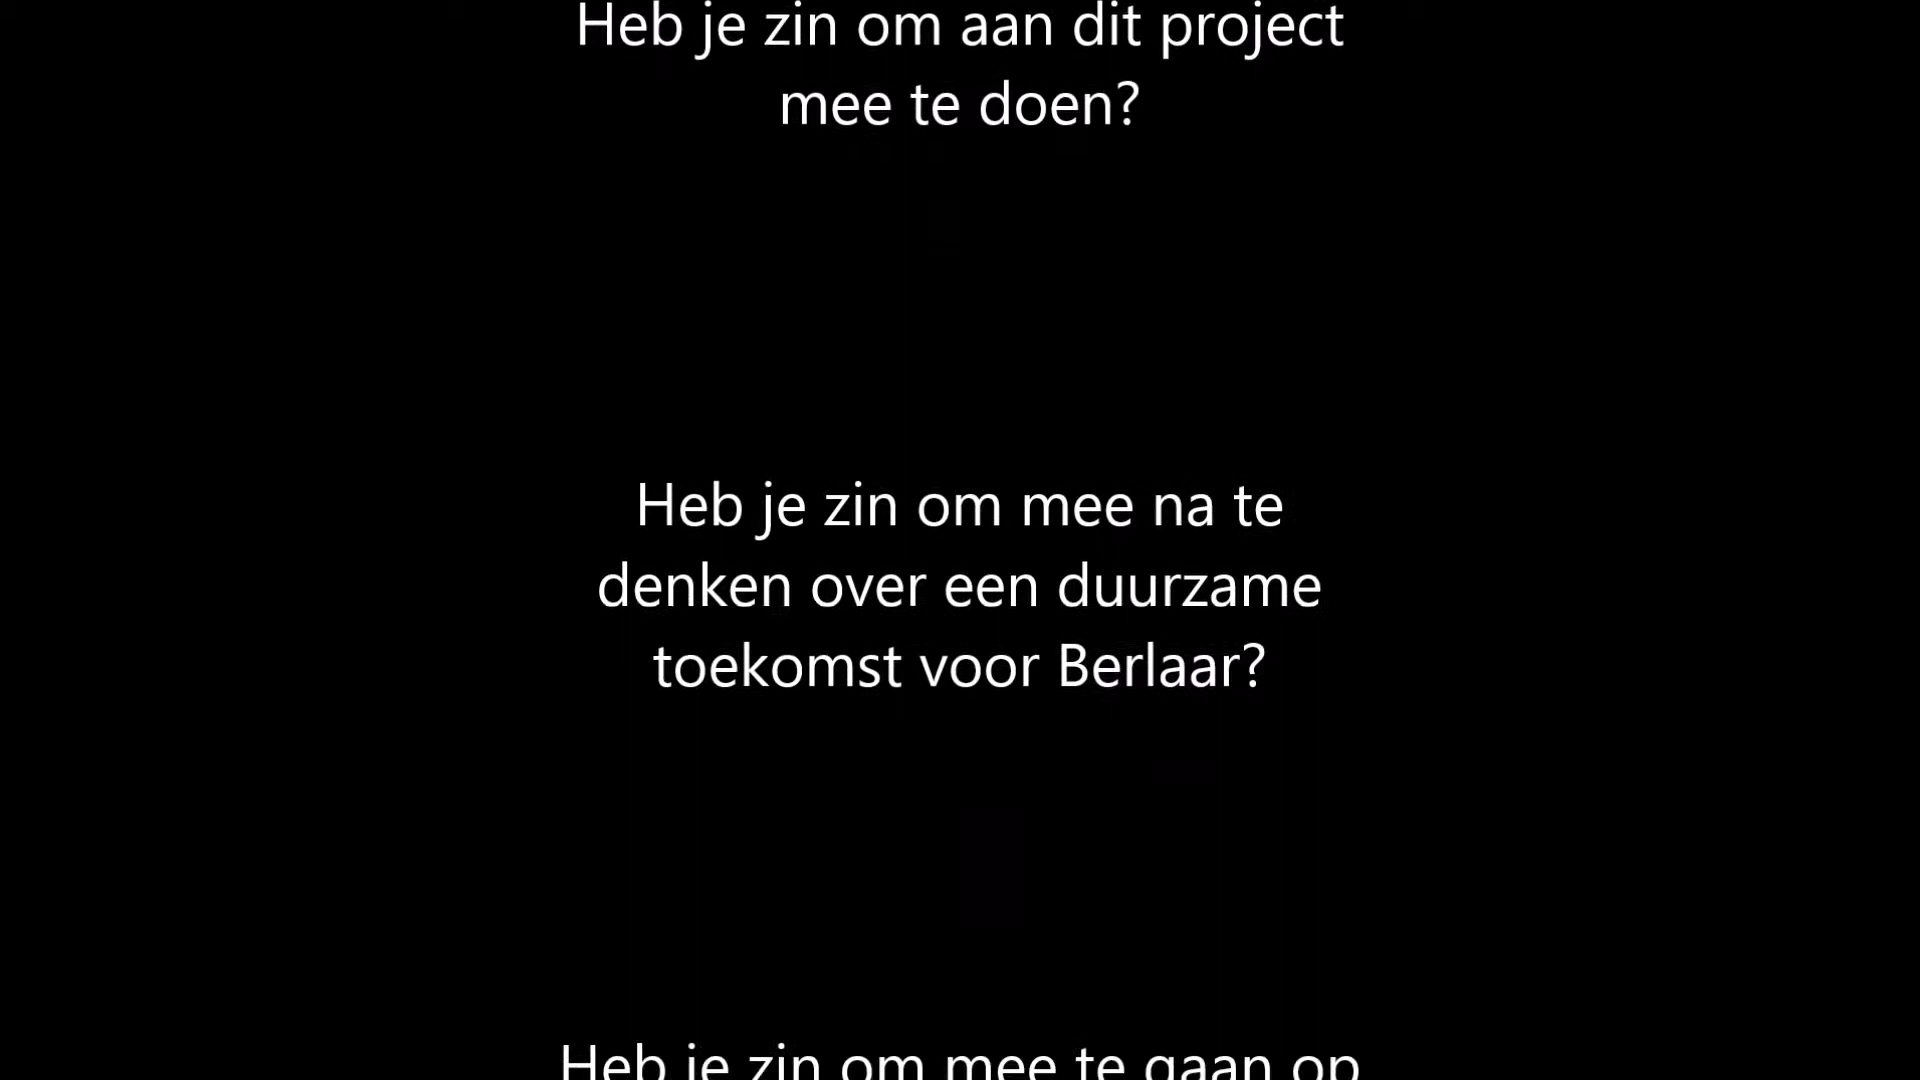 Heb je zin om aan dit project
mee te doen?
Heb je zin om mee na te
denken over een duurzame
toekomst voor Berlaar?
Heb je zin om mee te gaan op